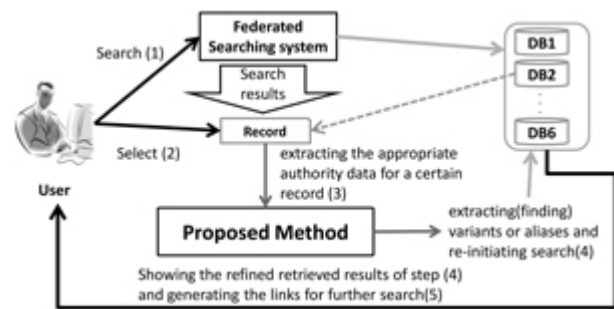 Federated
Searching system
Search (1)
Search
results
DB1
DB2
DB6
Record
Select (2)
extracting the appropriate
authority data for a certain
record (3)
User
Proposed Method
extracting(finding)
variants or aliases and
re-initiating search(4)
Showing the refined retrieved results of step (4)
and generating the links for further search(5)